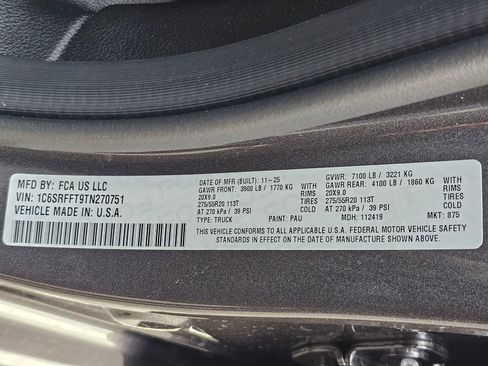 MFD BY: FCA US LLC
VIN: 1C6SRFFT9TN270751
VEHICLE MADE IN: U.S.A.
DATE OF MFR (BUILT): 11-25
GAWR FRONT: 3900 LB / 1770 KG
20X9.0
275/55R20 113T TIRES
AT 270 kPa / 39 PSI COLD
TYPE: TRUCK PAINT: PAU
GVWR: 7100 LB / 3221 KG
GAWR REAR: 4100 LB / 1860 KG
20X9.0
275/55R20 113T TIRES
AT 270 kPa / 39 PSI COLD
MDH: 112419 MKT: 875
THIS VEHICLE CONFORMS TO ALL APPLICABLE U.S.A. FEDERAL MOTOR VEHICLE SAFETY
STANDARDS IN EFFECT ON THE DATE OF MANUFACTURE SHOWN ABOVE.